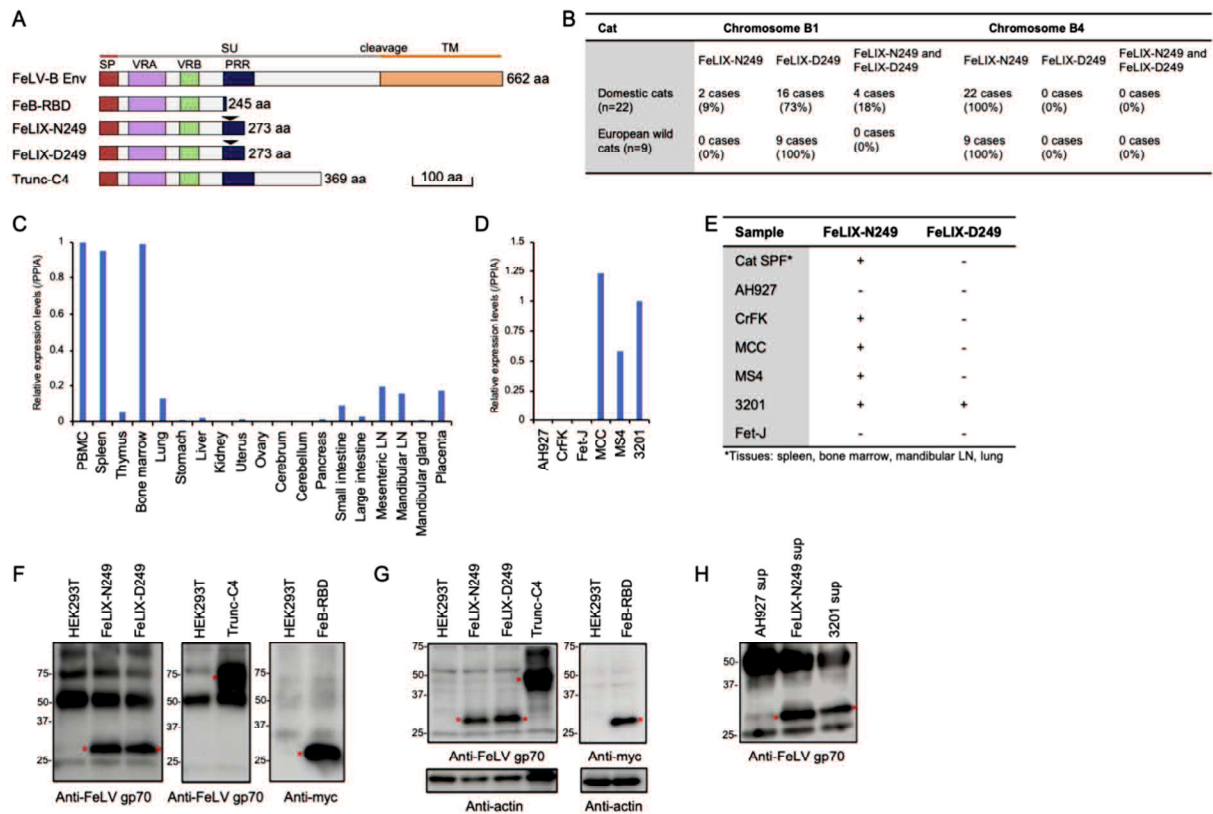 A
SU
cleavage
TM
SP
VRA
VRB
PRR
FeLV-B Env
662 aa
FeB-RBD
245 aa
FeLIX-N249
273 aa
FeLIX-D249
273 aa
Trunc-C4
369 aa
100 aa
B
Cat
Chromosome B1
Chromosome B4
FeLIX-N249
FeLIX-D249
FeLIX-N249 and
FeLIX-D249
FeLIX-N249
FeLIX-D249
FeLIX-N249 and
FeLIX-D249
Domestic cats
(n=22)
2 cases
(9%)
16 cases
(73%)
4 cases
(18%)
22 cases
(100%)
0 cases
(0%)
0 cases
(0%)
European wild
cats (n=9)
0 cases
(0%)
9 cases
(100%)
0 cases
(0%)
9 cases
(100%)
0 cases
(0%)
0 cases
(0%)
C
Relative expression levels (/PPIA)
1
0.8
0.6
0.4
0.2
0
PBMC
Spleen
Thymus
Bone marrow
Lung
Stomach
Liver
Kidney
Uterus
Ovary
Cerebrum
Cerebellum
Pancreas
Small intestine
Large intestine
Mesenteric LN
Mandibular LN
Mandibular gland
Placenta
D
Relative expression levels (/PPIA)
1.5
1.25
1
0.75
0.5
0.25
0
AH927
CrFK
Fet-J
MCC
MS4
3201
E
Sample FeLIX-N249 FeLIX-D249
Cat SPF* + -
AH927 - -
CrFK + -
MCC + -
MS4 + -
3201 + +
Fet-J - -
*Tissues: spleen, bone marrow, mandibular LN, lung
F
HEK293T
FeLIX-N249
FeLIX-D249
75-
50-
37-
25-
Anti-FeLV gp70
HEK293T
Trunc-C4
75-
50-
37-
25-
Anti-FeLV gp70
HEK293T
FeB-RBD
75-
50-
37-
25-
Anti-myc
G
HEK293T
FeLIX-N249
FeLIX-D249
Trunc-C4
75-
50-
37-
25-
Anti-FeLV gp70
Anti-actin
HEK293T
FeB-RBD
75-
50-
37-
25-
Anti-myc
Anti-actin
H
AH927 sup
FeLIX-N249 sup
3201 sup
75-
50-
37-
25-
Anti-FeLV gp70